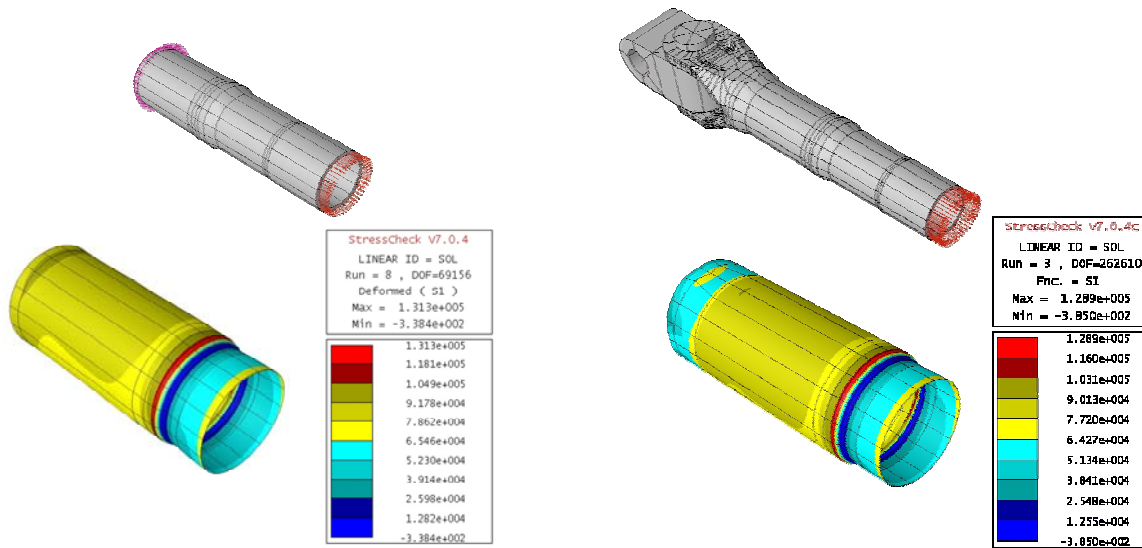 StressCheck V7.0.4
LINEAR ID = SOL
Run = 8 , DOF=69156
Deformed ( S1 )
Max = 1.313e+005
Min = -3.384e+002
1.313e+005
1.181e+005
1.049e+005
9.178e+004
7.862e+004
6.546e+004
5.230e+004
3.914e+004
2.598e+004
1.282e+004
-3.384e+002
StressCheck V7.0.4c
LINEAR ID = SOL
Run = 3 , DOF=262610
Fnc. = S1
Max = 1.289e+005
Min = -3.850e+002
1.289e+005
1.160e+005
1.031e+005
9.013e+004
7.720e+004
6.427e+004
5.134e+004
3.841e+004
2.548e+004
1.255e+004
-3.850e+002